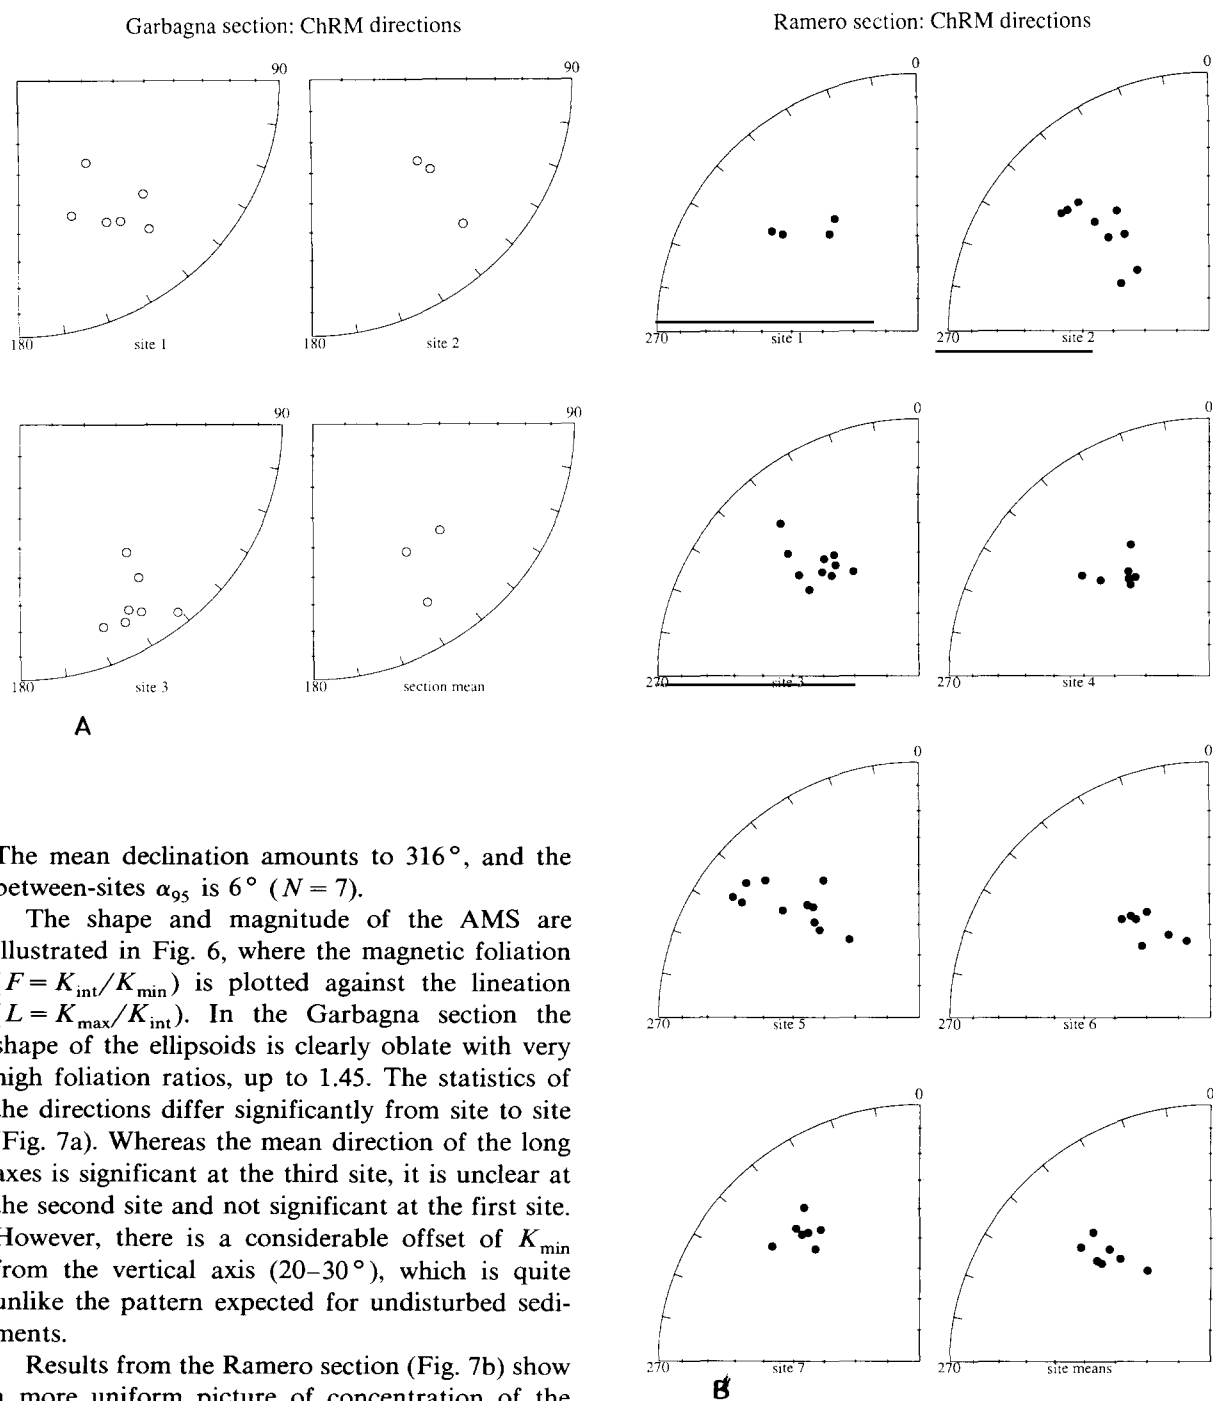 Garbagna section: ChRM directions
90
90
180
site 1
180
site 2
90
90
180
site 3
180
section mean
A
The mean declination amounts to 316°, and the
between-sites α95 is 6° (N = 7).
The shape and magnitude of the AMS are
illustrated in Fig. 6, where the magnetic foliation
(F = Kint/Kmin) is plotted against the lineation
(L = Kmax/Kint). In the Garbagna section the
shape of the ellipsoids is clearly oblate with very
high foliation ratios, up to 1.45. The statistics of
the directions differ significantly from site to site
(Fig. 7a). Whereas the mean direction of the long
axes is significant at the third site, it is unclear at
the second site and not significant at the first site.
However, there is a considerable offset of Kmin
from the vertical axis (20–30°), which is quite
unlike the pattern expected for undisturbed sedi-
ments.
Results from the Ramero section (Fig. 7b) show
a more uniform picture of concentration of the
Ramero section: ChRM directions
0
0
270
site 1
270
site 2
0
0
270
site 3
270
site 4
0
0
270
site 5
270
site 6
0
0
270
site 7
270
site means
B